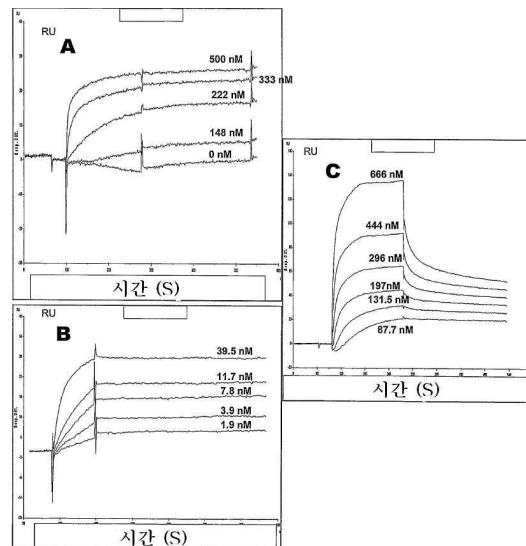 RU
A
500 nM
333 nM
222 nM
148 nM
0 nM
시간 (S)
RU
B
39.5 nM
11.7 nM
7.8 nM
3.9 nM
1.9 nM
시간 (S)
RU
C
666 nM
444 nM
296 nM
197nM
131.5 nM
87.7 nM
시간 (S)